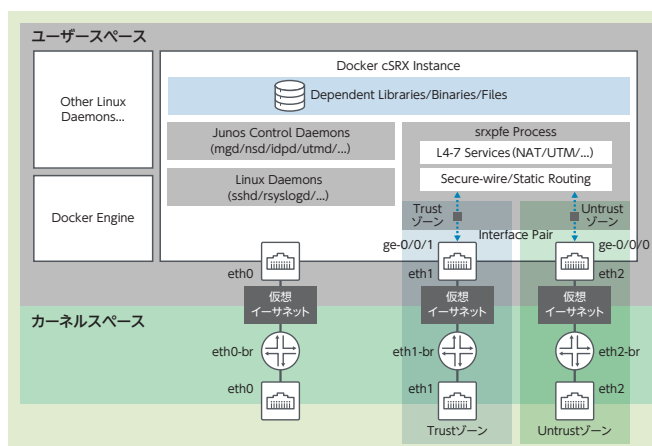 ユーザースペース
Other Linux
Daemons...
Docker Engine
Docker cSRX Instance
Dependent Libraries/Binaries/Files
Junos Control Daemons
(mgd/nsd/idpd/utmd/...)
Linux Daemons
(sshd/rsyslogd/...)
srxpfe Process
L4-7 Services(NAT/UTM/...)
Secure-wire/Static Routing
Trust
ゾーン
Untrust
ゾーン
Interface Pair
ge-0/0/1
ge-0/0/0
eth0
eth1
eth2
仮想
イーサネット
仮想
イーサネット
仮想
イーサネット
カーネルスペース
eth0-br
eth1-br
eth2-br
eth0
eth1
eth2
Trustゾーン
Untrustゾーン